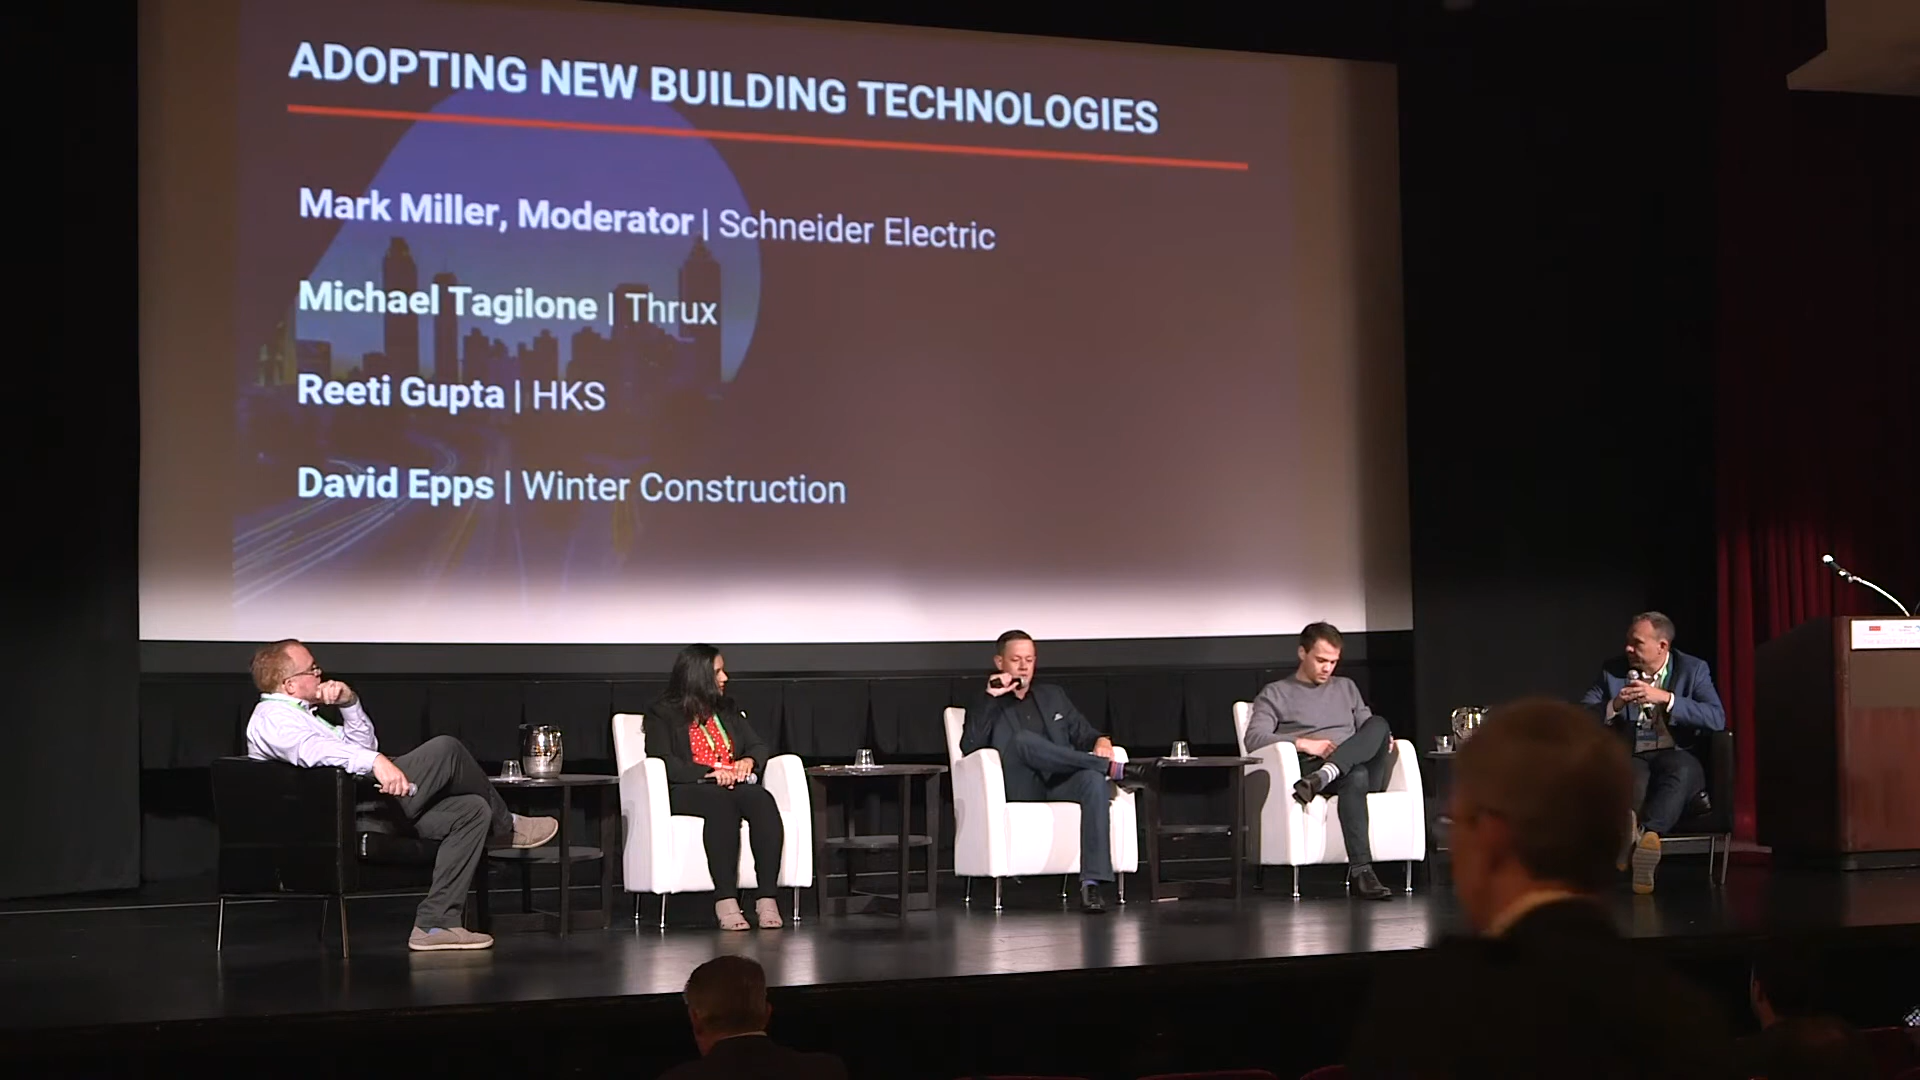 ADOPTING NEW BUILDING TECHNOLOGIES
Mark Miller, Moderator | Schneider Electric
Michael Tagilone | Thrux
Reeti Gupta | HKS
David Epps | Winter Construction